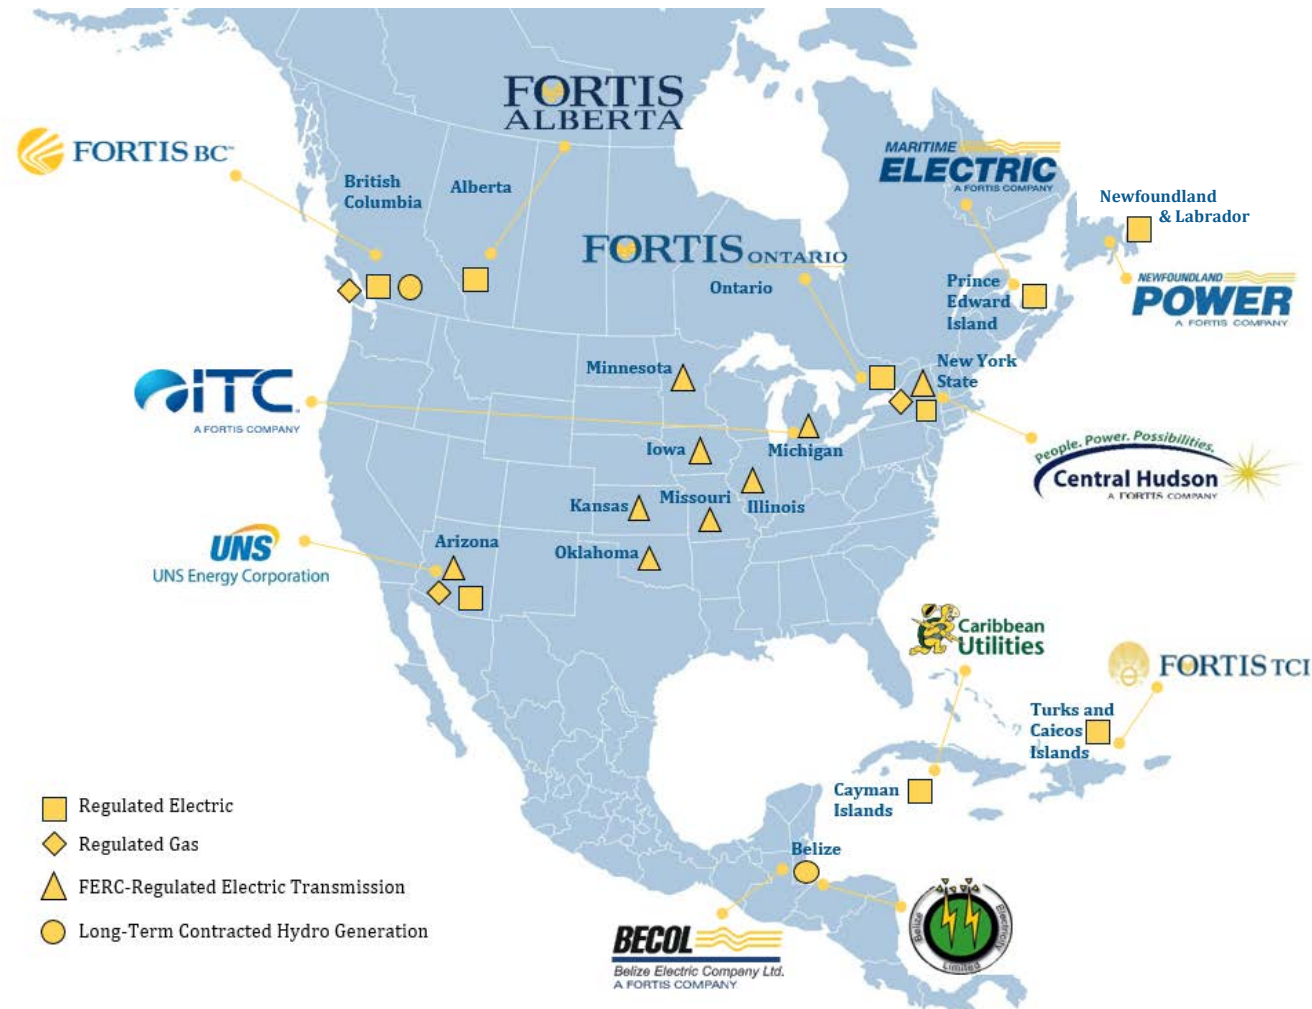 FORTIS
ALBERTA
FORTIS BC™
British
Columbia
Alberta
MARITIME
ELECTRIC
A FORTIS COMPANY
Newfoundland
& Labrador
FORTIS ONTARIO
Ontario
Prince
Edward
Island
NEWFOUNDLAND
POWER
A FORTIS COMPANY
Minnesota
New York
State
ITC
A FORTIS COMPANY
Iowa
Michigan
People. Power. Possibilities.
Central Hudson
A FORTIS COMPANY
Kansas
Missouri
Illinois
UNS
UNS Energy Corporation
Arizona
Oklahoma
Caribbean
Utilities
e
FORTIS TCI
Turks and
Caicos
Islands
Cayman
Islands
Regulated Electric
Regulated Gas
FERC-Regulated Electric Transmission
Long-Term Contracted Hydro Generation
Belize
BECOL
Belize Electric Company Ltd.
A FORTIS COMPANY
Belize
Electricity
Limited